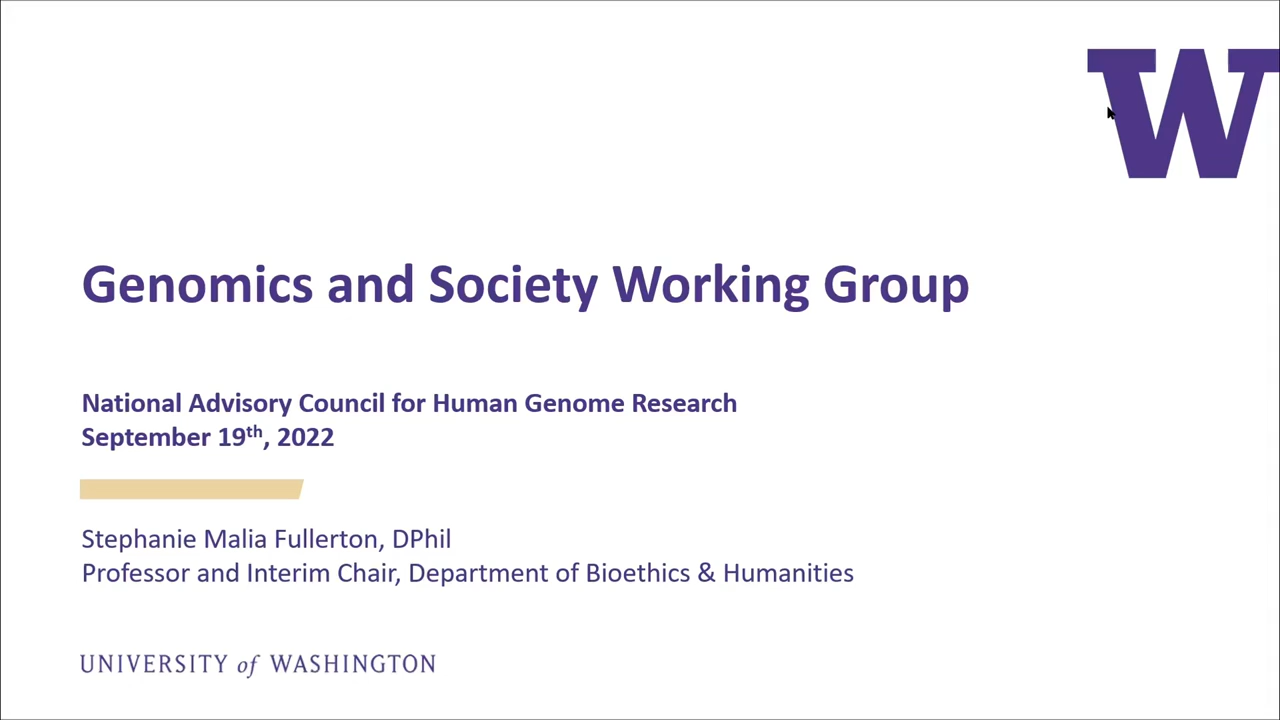 W
Genomics and Society Working Group
National Advisory Council for Human Genome Research
September 19th, 2022
Stephanie Malia Fullerton, DPhil
Professor and Interim Chair, Department of Bioethics & Humanities
UNIVERSITY of WASHINGTON